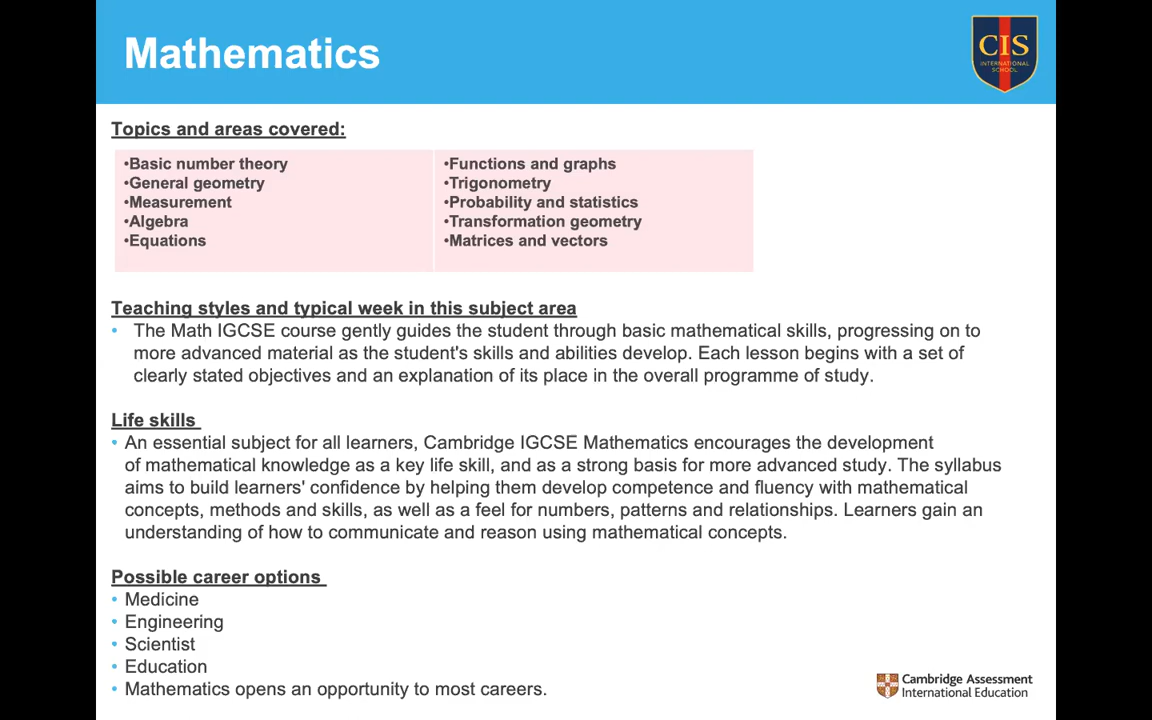 Mathematics
CIS
INTERNATIONAL
SCHOOL
Topics and areas covered:
•Basic number theory
•General geometry
•Measurement
•Algebra
•Equations
•Functions and graphs
•Trigonometry
•Probability and statistics
•Transformation geometry
•Matrices and vectors
Teaching styles and typical week in this subject area
• The Math IGCSE course gently guides the student through basic mathematical skills, progressing on to
more advanced material as the student's skills and abilities develop. Each lesson begins with a set of
clearly stated objectives and an explanation of its place in the overall programme of study.
Life skills
• An essential subject for all learners, Cambridge IGCSE Mathematics encourages the development
of mathematical knowledge as a key life skill, and as a strong basis for more advanced study. The syllabus
aims to build learners' confidence by helping them develop competence and fluency with mathematical
concepts, methods and skills, as well as a feel for numbers, patterns and relationships. Learners gain an
understanding of how to communicate and reason using mathematical concepts.
Possible career options
• Medicine
• Engineering
• Scientist
• Education
• Mathematics opens an opportunity to most careers.
Cambridge Assessment
International Education